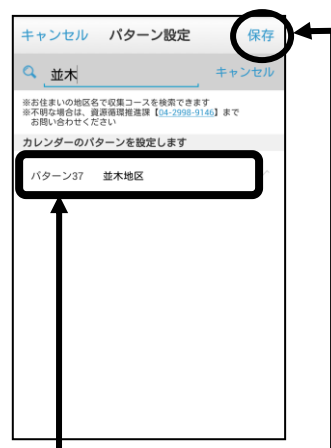 キャンセル パターン設定 保存
並木 キャンセル
※お住まいの地区名で収集コースを検索できます
※不明な場合は、資源循環推進課【04-2998-9146】まで
お問い合わせください
カレンダーのパターンを設定します
パターン37 並木地区